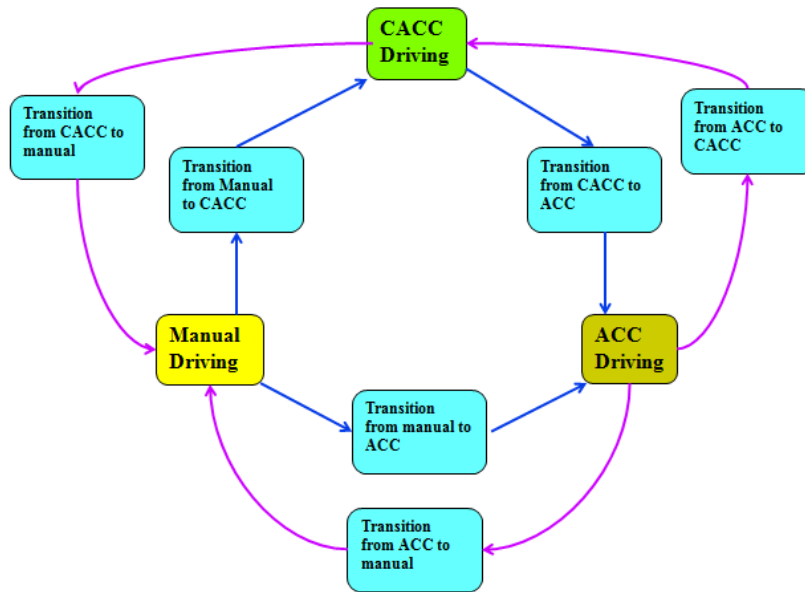 CACC
Driving
Transition
from CACC to
manual
Transition
from ACC to
CACC
Transition
from Manual
to CACC
Transition
from CACC to
ACC
Manual
Driving
ACC
Driving
Transition
from manual to
ACC
Transition
from ACC to
manual